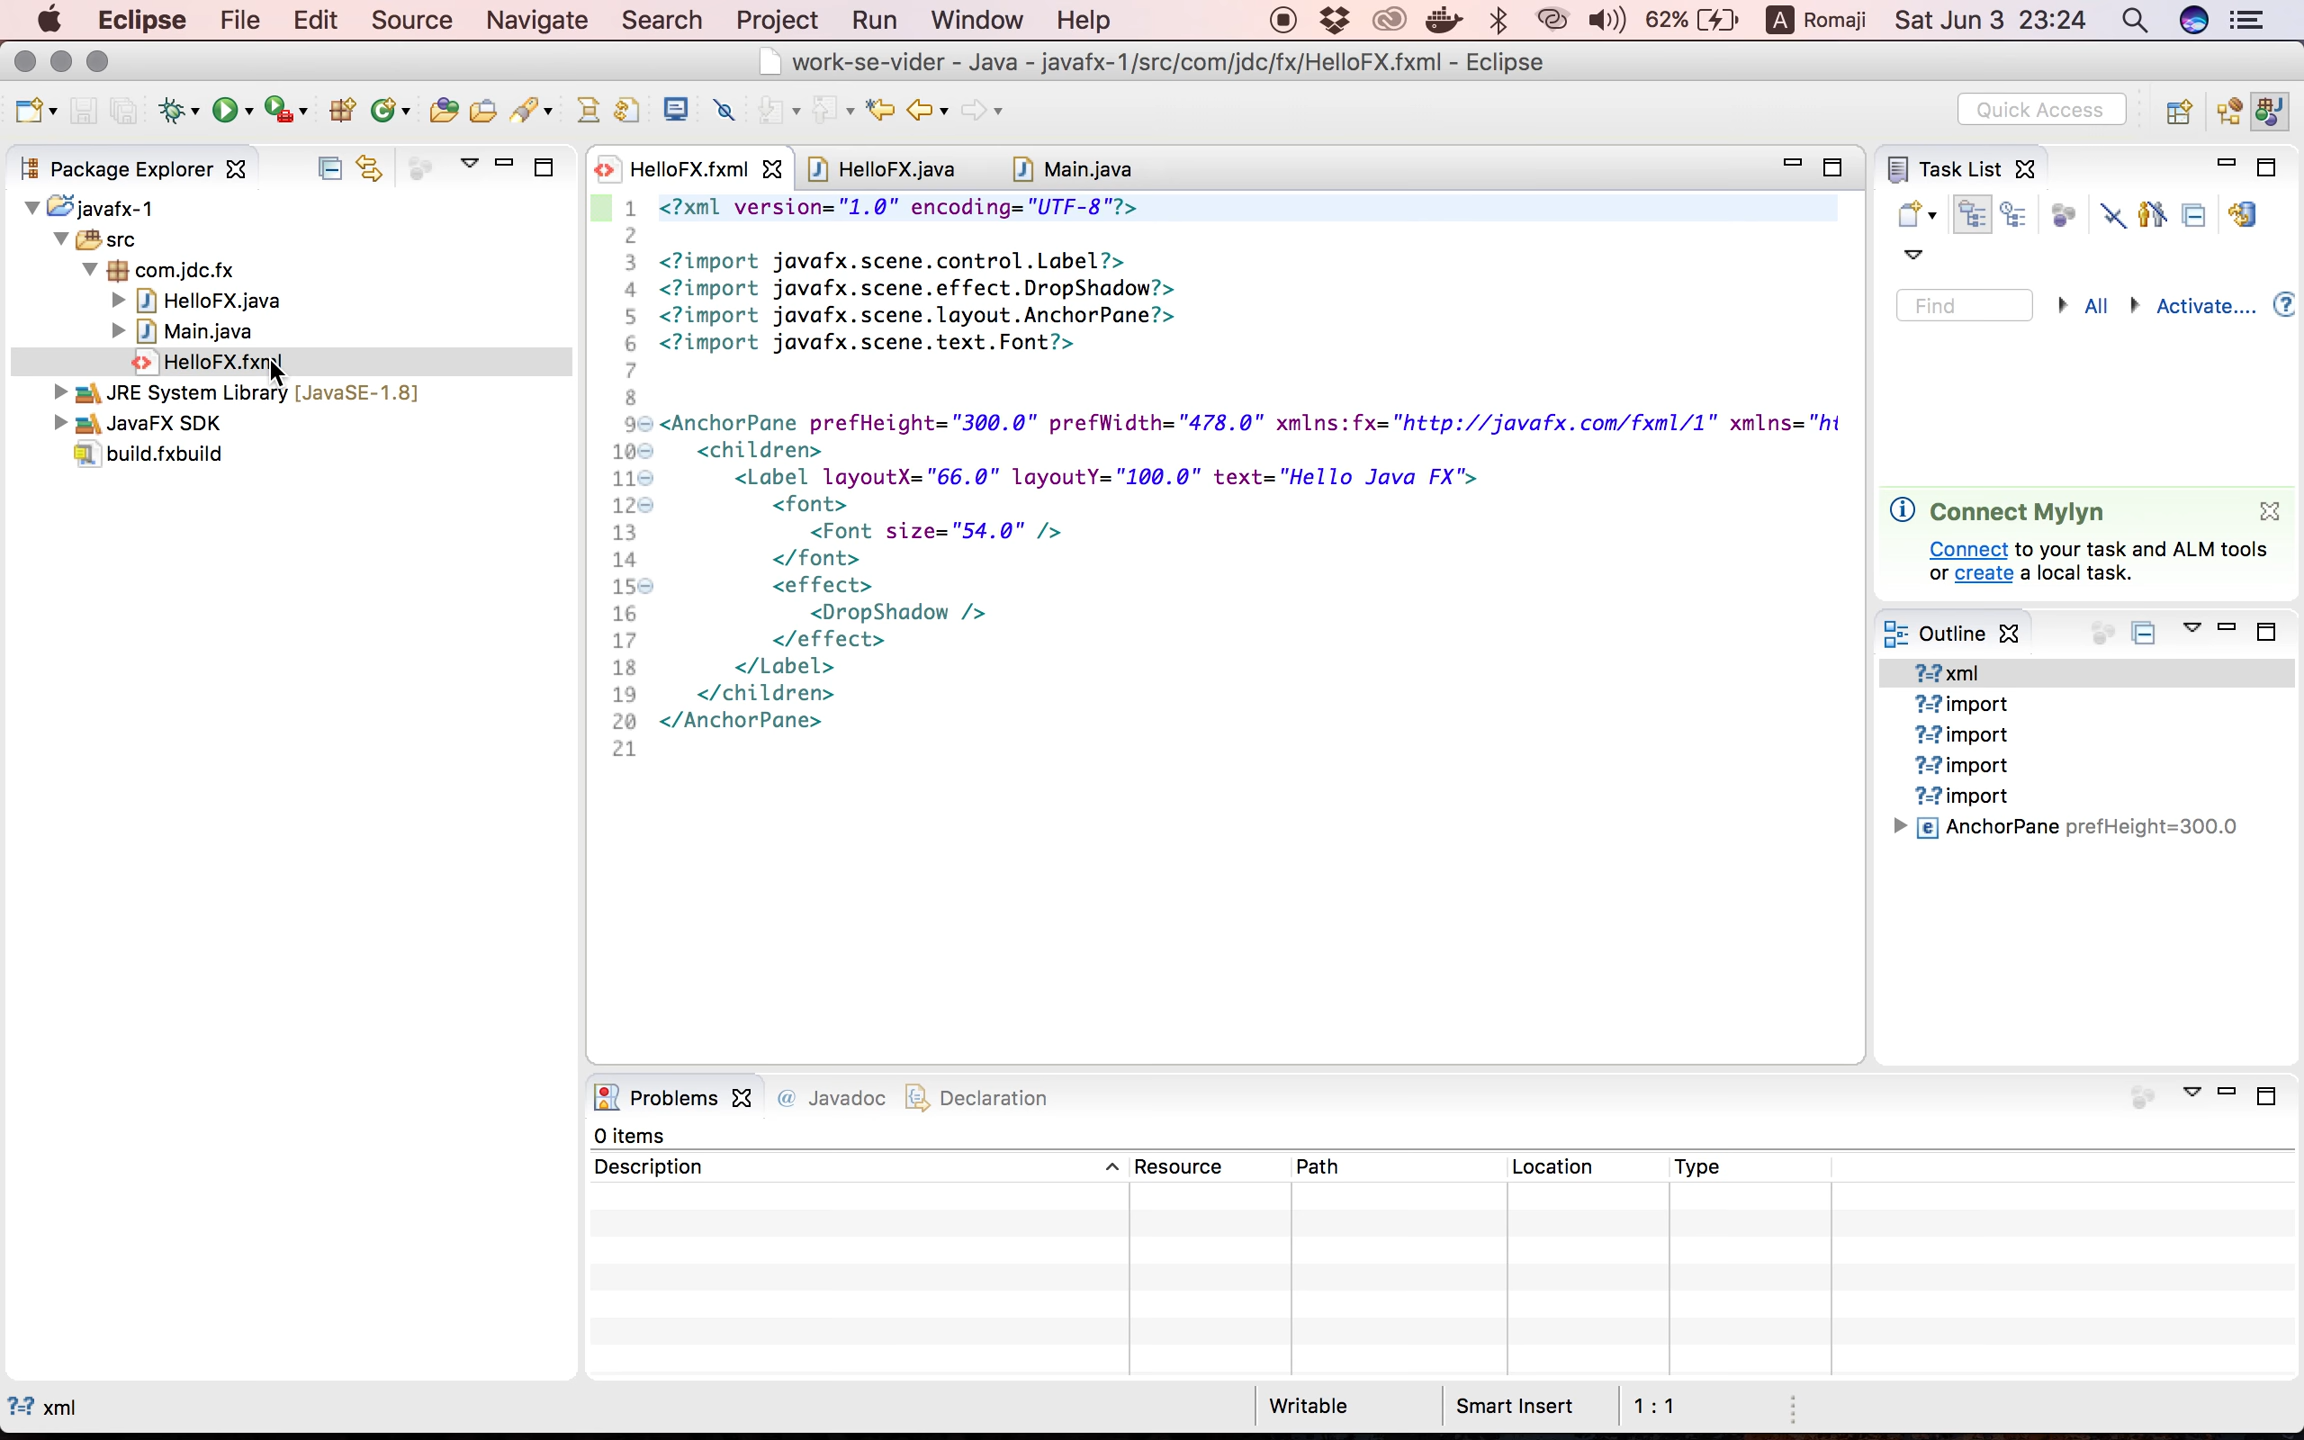 Eclipse File Edit Source Navigate Search Project Run Window Help 62% A Romaji Sat Jun 3 23:24
work-se-vider - Java - javafx-1/src/com/jdc/fx/HelloFX.fxml - Eclipse
Quick Access
Package Explorer
javafx-1
src
com.jdc.fx
HelloFX.java
Main.java
HelloFX.fxml
JRE System Library [JavaSE-1.8]
JavaFX SDK
build.fxbuild
HelloFX.fxml HelloFX.java Main.java
1 <?xml version="1.0" encoding="UTF-8"?>
2
3 <?import javafx.scene.control.Label?>
4 <?import javafx.scene.effect.DropShadow?>
5 <?import javafx.scene.layout.AnchorPane?>
6 <?import javafx.scene.text.Font?>
7
8
9 <AnchorPane prefHeight="300.0" prefWidth="478.0" xmlns:fx="http://javafx.com/fxml/1" xmlns="ht
10 <children>
11 <Label layoutX="66.0" layoutY="100.0" text="Hello Java FX">
12 <font>
13 <Font size="54.0" />
14 </font>
15 <effect>
16 <DropShadow />
17 </effect>
18 </Label>
19 </children>
20 </AnchorPane>
21
Task List
Find All Activate....
Connect Mylyn
Connect to your task and ALM tools
or create a local task.
Outline
?=? xml
?=? import
?=? import
?=? import
?=? import
e AnchorPane prefHeight=300.0
Problems @ Javadoc Declaration
0 items
Description Resource Path Location Type
?=? xml Writable Smart Insert 1 : 1